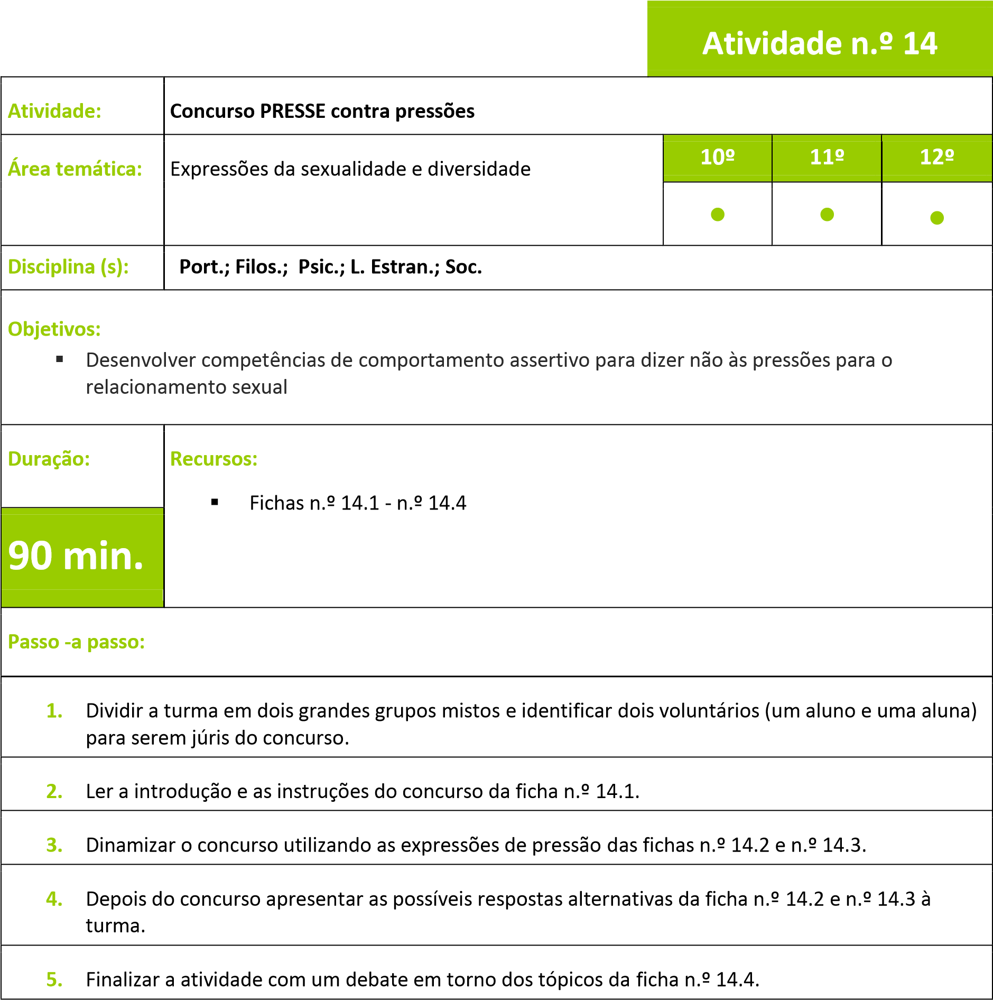 Atividade n.º 14
Atividade:
Concurso PRESSE contra pressões
Área temática:
Expressões da sexualidade e diversidade
10º
11º
12º
Disciplina (s):
Port.; Filos.;  Psic.; L. Estran.; Soc.
Objetivos:
▪ Desenvolver competências de comportamento assertivo para dizer não às pressões para o
relacionamento sexual
Duração:
Recursos:
▪ Fichas n.º 14.1 - n.º 14.4
90 min.
Passo -a passo:
1. Dividir a turma em dois grandes grupos mistos e identificar dois voluntários (um aluno e uma aluna)
para serem júris do concurso.
2. Ler a introdução e as instruções do concurso da ficha n.º 14.1.
3. Dinamizar o concurso utilizando as expressões de pressão das fichas n.º 14.2 e n.º 14.3.
4. Depois do concurso apresentar as possíveis respostas alternativas da ficha n.º 14.2 e n.º 14.3 à
turma.
5. Finalizar a atividade com um debate em torno dos tópicos da ficha n.º 14.4.